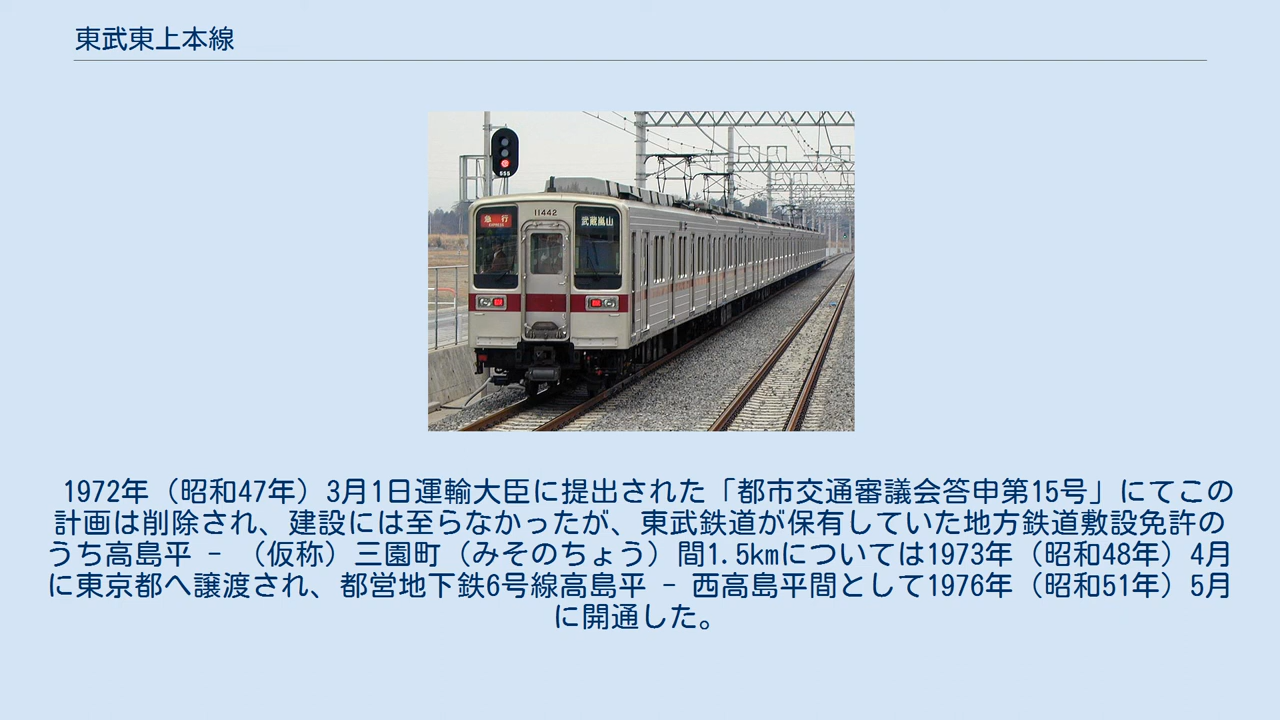 東武東上本線
555
11442
急行
EXPRESS
武蔵嵐山
1972年（昭和47年）3月1日運輸大臣に提出された「都市交通審議会答申第15号」にてこの
計画は削除され、建設には至らなかったが、東武鉄道が保有していた地方鉄道敷設免許の
うち高島平 － （仮称）三園町（みそのちょう）間1.5kmについては1973年（昭和48年）4月
に東京都へ譲渡され、都営地下鉄6号線高島平 － 西高島平間として1976年（昭和51年）5月
に開通した。